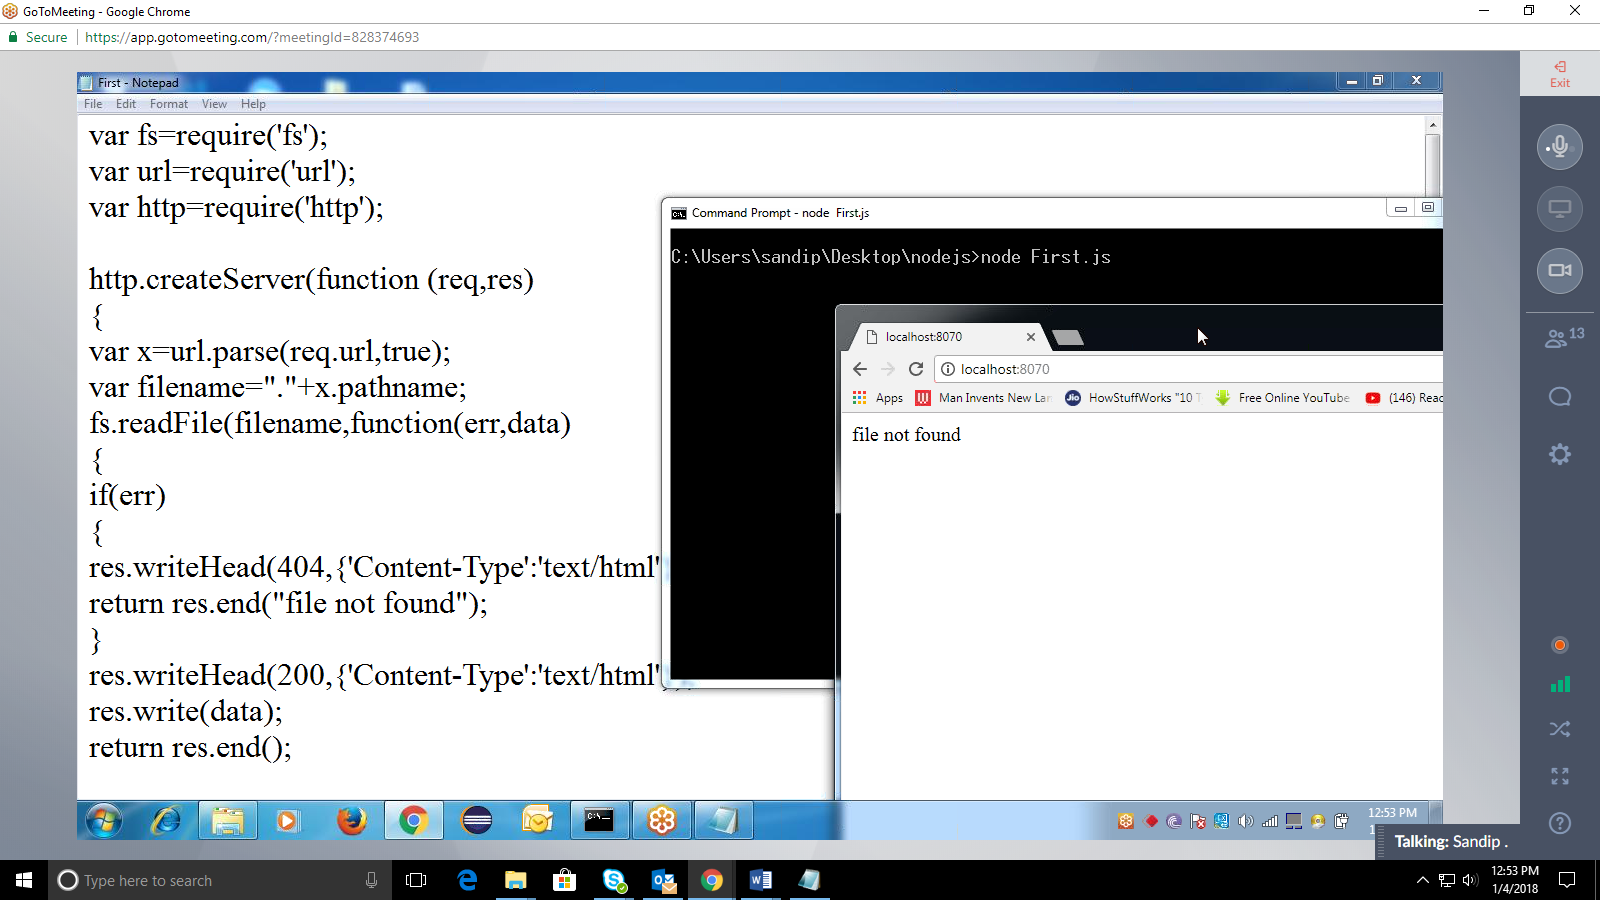 GoToMeeting - Google Chrome
Secure
https://app.gotomeeting.com/?meetingId=828374693
Exit
First - Notepad
File Edit Format View Help
var fs=require('fs');
var url=require('url');
var http=require('http');
http.createServer(function (req,res)
{
var x=url.parse(req.url,true);
var filename="."+x.pathname;
fs.readFile(filename,function(err,data)
{
if(err)
{
res.writeHead(404,{'Content-Type':'text/html'
return res.end("file not found");
}
res.writeHead(200,{'Content-Type':'text/html'
res.write(data);
return res.end();
Command Prompt - node First.js
C:\Users\sandip\Desktop\nodejs>node First.js
localhost:8070
localhost:8070
Apps
Man Invents New Lan
Jio
HowStuffWorks "10
Free Online YouTube
(146) Reac
file not found
13
C:\.
12:53 PM
Talking: Sandip .
Type here to search
12:53 PM
1/4/2018